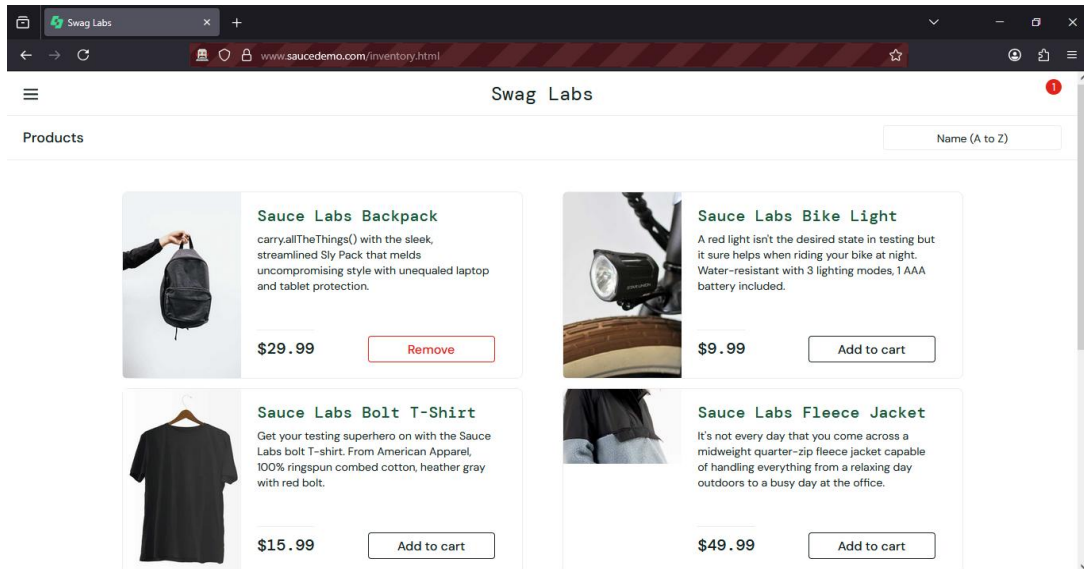 Swag Labs
www.saucedemo.com/inventory.html
Swag Labs
1
Products
Name (A to Z)
Sauce Labs Backpack
carry.allTheThings() with the sleek,
streamlined Sly Pack that melds
uncompromising style with unequaled laptop
and tablet protection.
$29.99
Remove
Sauce Labs Bike Light
A red light isn't the desired state in testing but
it sure helps when riding your bike at night.
Water-resistant with 3 lighting modes, 1 AAA
battery included.
$9.99
Add to cart
Sauce Labs Bolt T-Shirt
Get your testing superhero on with the Sauce
Labs bolt T-shirt. From American Apparel,
100% ringspun combed cotton, heather gray
with red bolt.
$15.99
Add to cart
Sauce Labs Fleece Jacket
It's not every day that you come across a
midweight quarter-zip fleece jacket capable
of handling everything from a relaxing day
outdoors to a busy day at the office.
$49.99
Add to cart